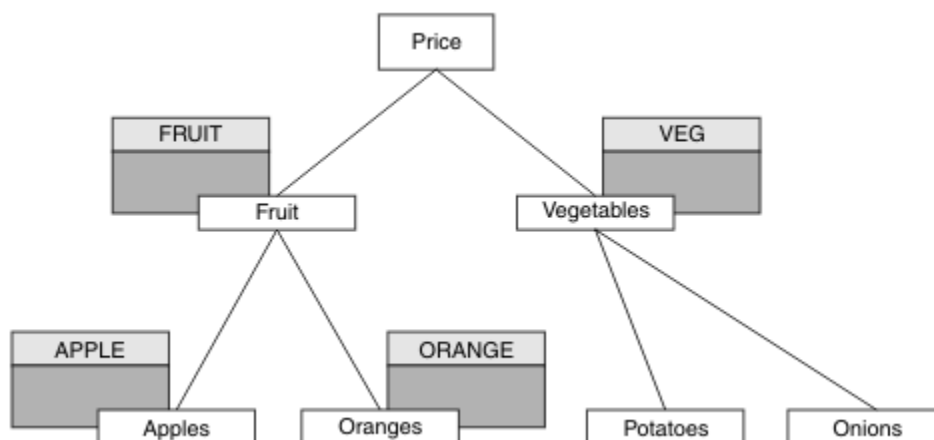 Price
FRUIT
VEG
Fruit
Vegetables
APPLE
ORANGE
Apples
Oranges
Potatoes
Onions